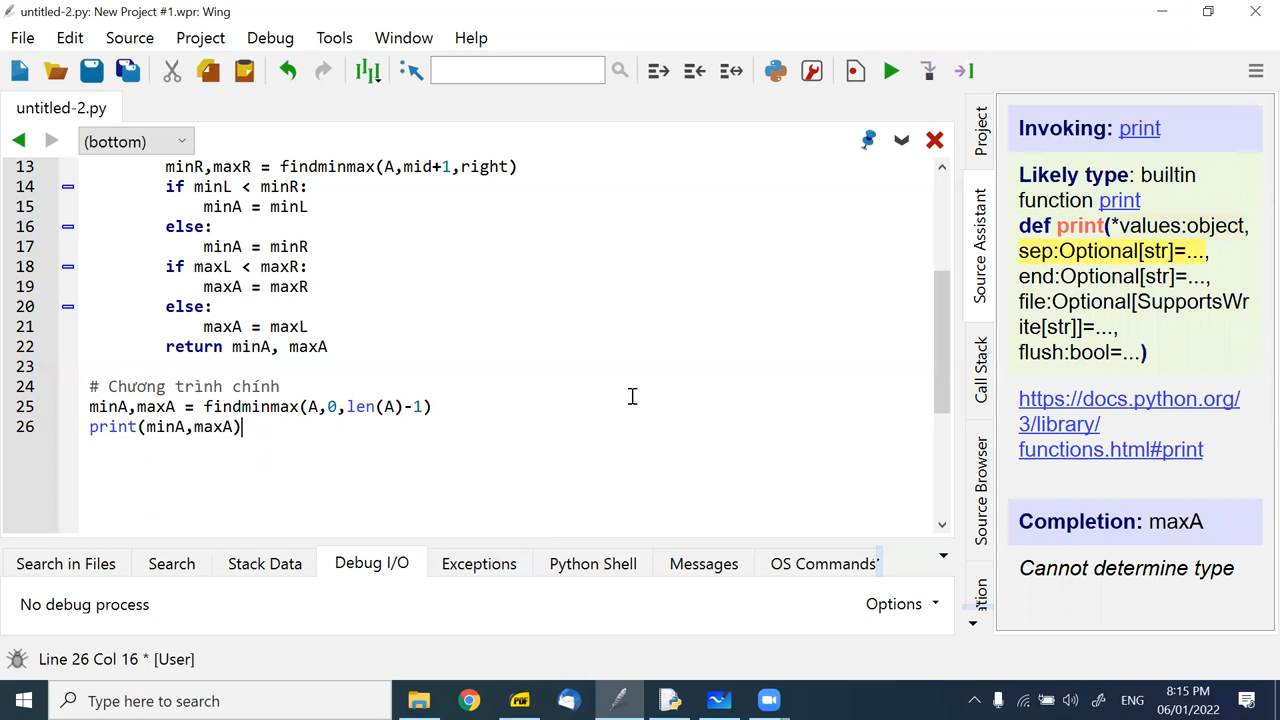 untitled-2.py: New Project #1.wpr: Wing
File Edit Source Project Debug Tools Window Help
untitled-2.py
(bottom)
13 minR,maxR = findminmax(A,mid+1,right)
14 if minL < minR:
15 minA = minL
16 else:
17 minA = minR
18 if maxL < maxR:
19 maxA = maxR
20 else:
21 maxA = maxL
22 return minA, maxA
23
24 # Chương trình chính
25 minA,maxA = findminmax(A,0,len(A)-1)
26 print(minA,maxA)
Project
Source Assistant
Call Stack
Source Browser
Invoking: print
Likely type: builtin
function print
def print(*values:object,
sep:Optional[str]=...,
end:Optional[str]=...,
file:Optional[SupportsWr
ite[str]]=...,
flush:bool=...)
https://docs.python.org/
3/library/
functions.html#print
Completion: maxA
Cannot determine type
Search in Files Search Stack Data Debug I/O Exceptions Python Shell Messages OS Commands
No debug process
Options
Line 26 Col 16 * [User]
Type here to search
PDF
ENG
8:15 PM
06/01/2022